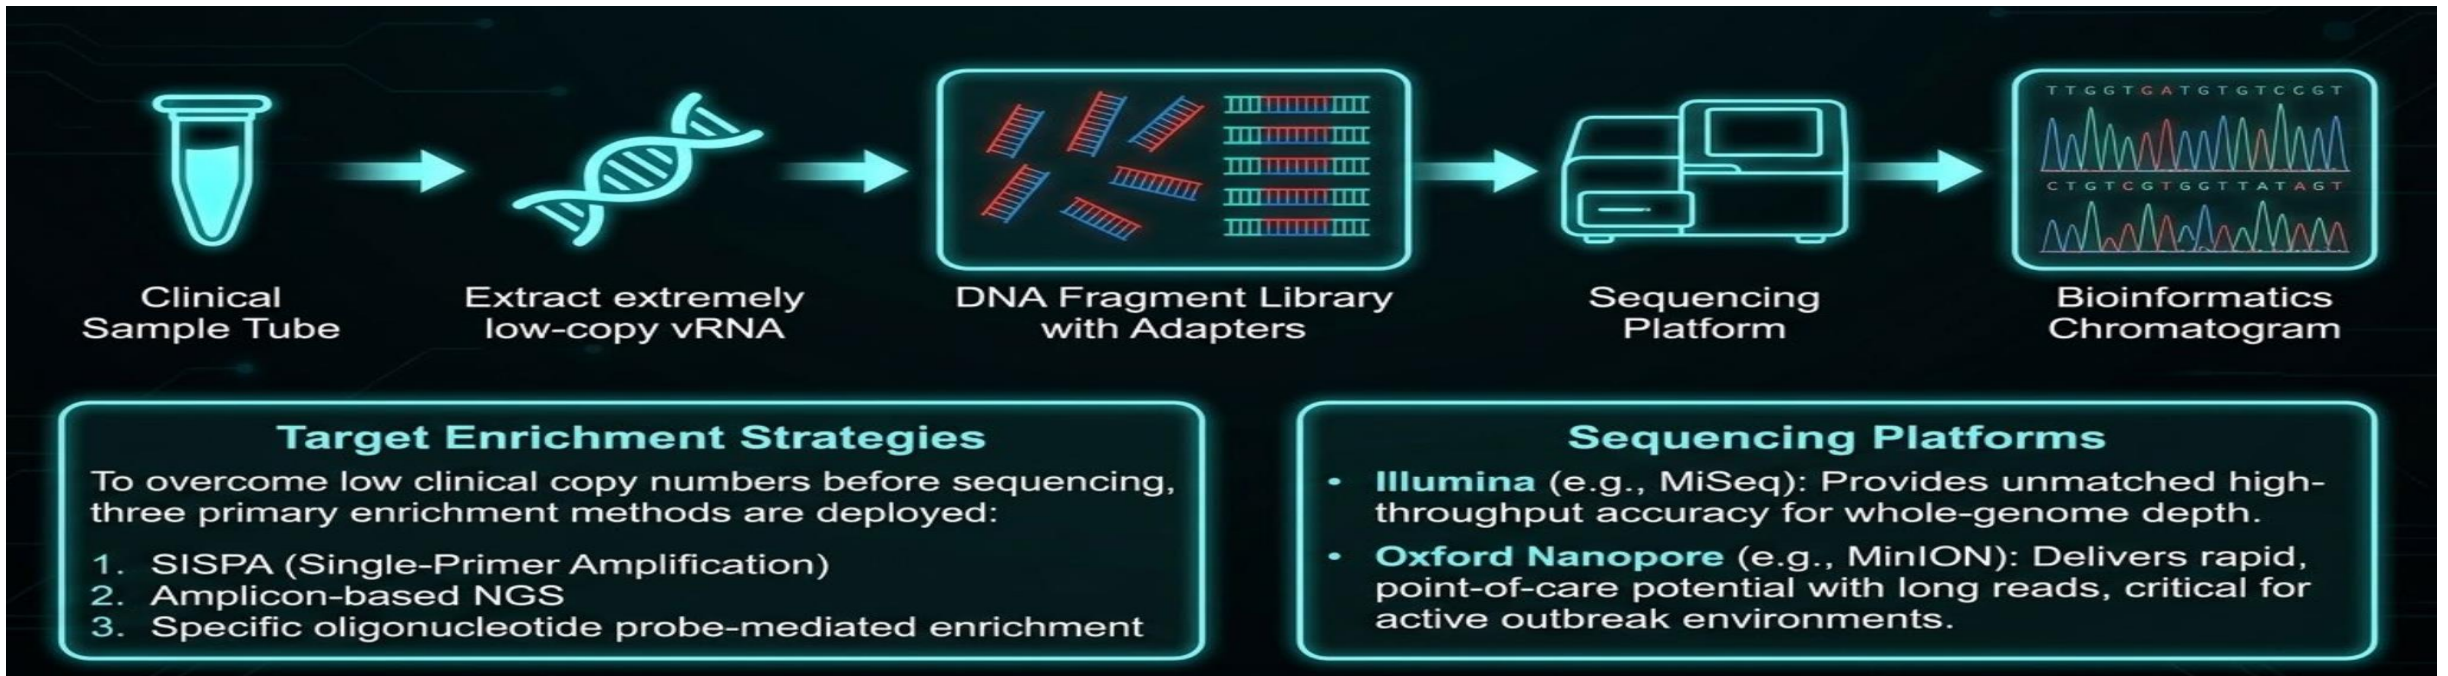 TTGGTGATGTGTCCGT
CTGTCGTGGTTATAGT
Clinical
Sample Tube
Extract extremely
low-copy vRNA
DNA Fragment Library
with Adapters
Sequencing
Platform
Bioinformatics
Chromatogram
Target Enrichment Strategies
To overcome low clinical copy numbers before sequencing,
three primary enrichment methods are deployed:
1. SISPA (Single-Primer Amplification)
2. Amplicon-based NGS
3. Specific oligonucleotide probe-mediated enrichment
Sequencing Platforms
• Illumina (e.g., MiSeq): Provides unmatched high-
throughput accuracy for whole-genome depth.
• Oxford Nanopore (e.g., MinION): Delivers rapid,
point-of-care potential with long reads, critical for
active outbreak environments.